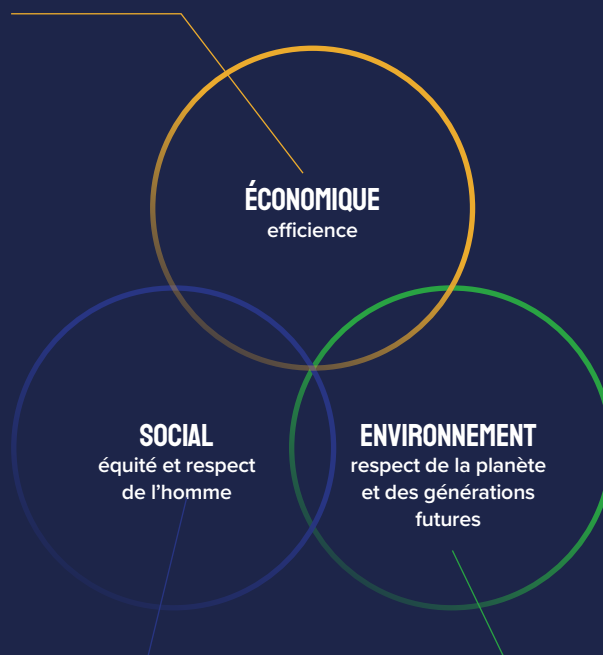 ÉCONOMIQUE
efficience
SOCIAL
équité et respect
de l'homme
ENVIRONNEMENT
respect de la planète
et des générations
futures